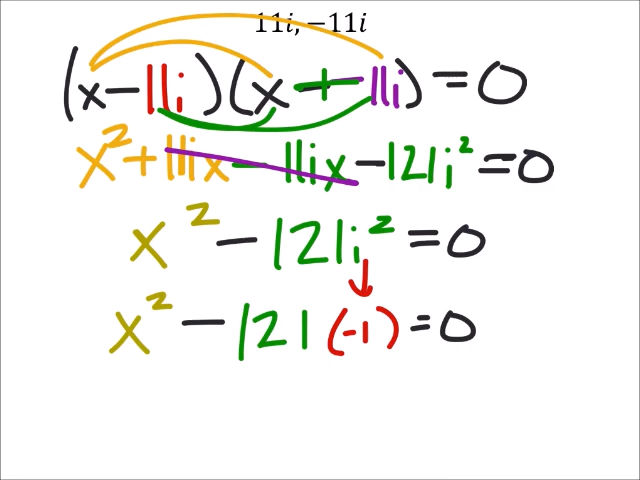 11i, −11i
(x−11i)(x+11i)=0
x²+11ix−11ix−121i²=0
x²−121i²=0
x²−121(-1)=0